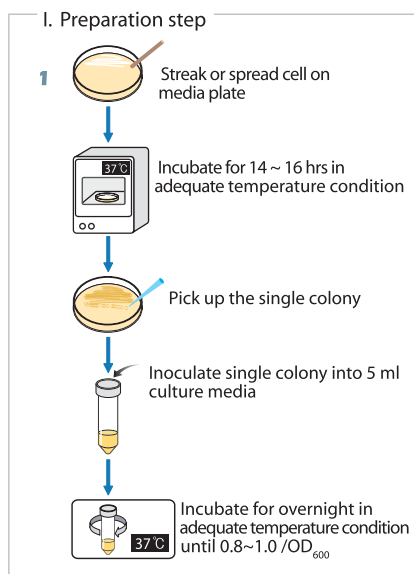 I. Preparation step
1
Streak or spread cell on
media plate
37℃
Incubate for 14 ~ 16 hrs in
adequate temperature condition
Pick up the single colony
Inoculate single colony into 5 ml
culture media
Incubate for overnight in
adequate temperature condition
until 0.8~1.0 /OD₆₀₀
37℃